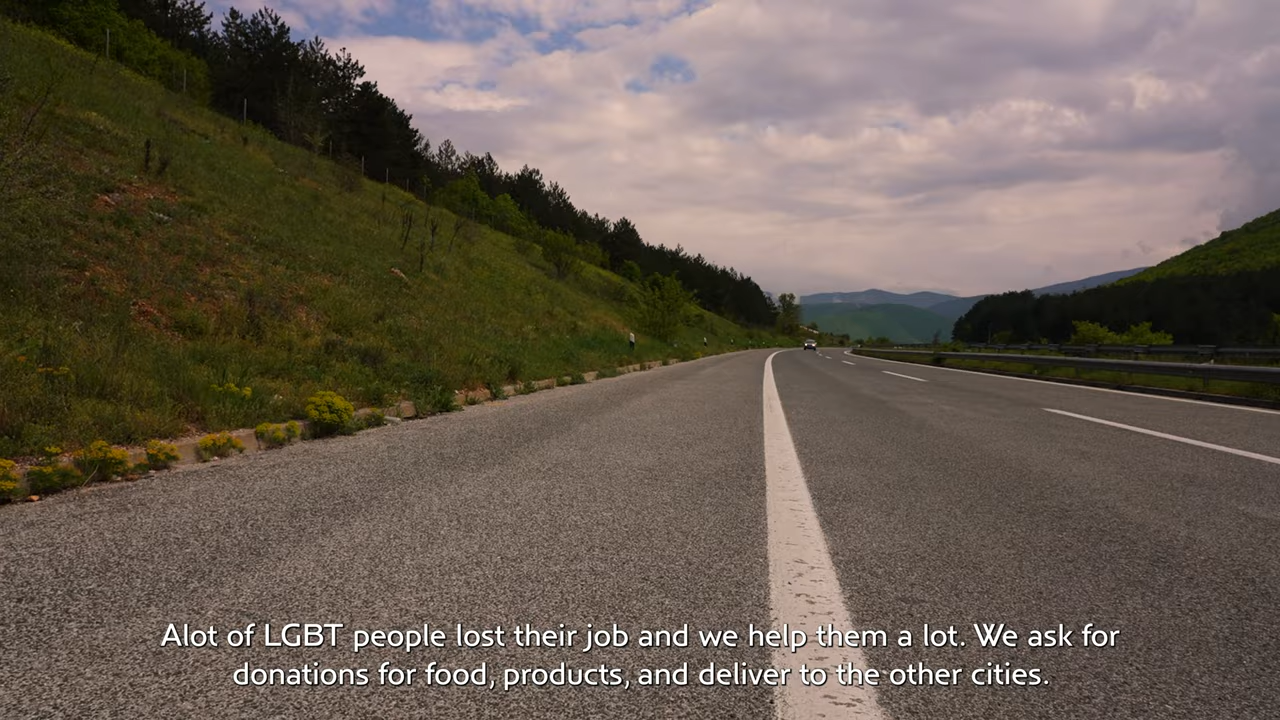 Alot of LGBT people lost their job and we help them a lot. We ask for
donations for food, products, and deliver to the other cities.